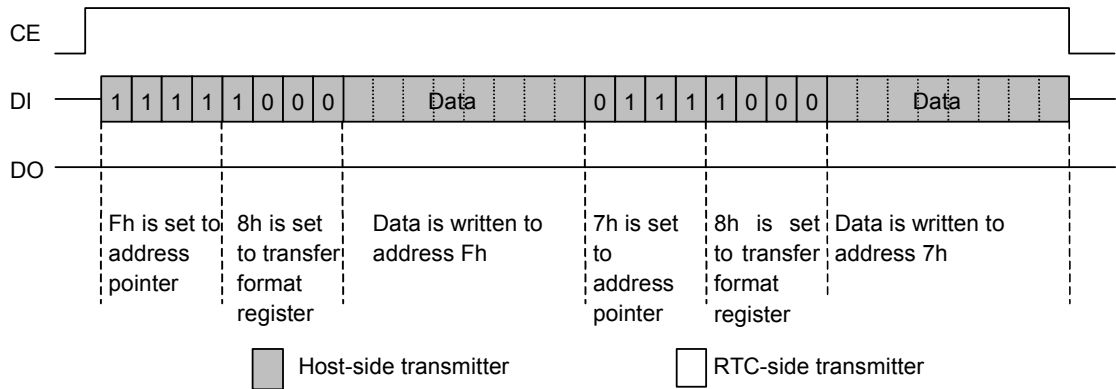 CE
DI
1 1 1 1 1 0 0 0 Data 0 1 1 1 1 0 0 0 Data
DO
Fh is set to
address
pointer
8h is set
to transfer
format
register
Data is written to
address Fh
7h is set
to
address
pointer
8h is set
to transfer
format
register
Data is written to
address 7h
Host-side transmitter
RTC-side transmitter